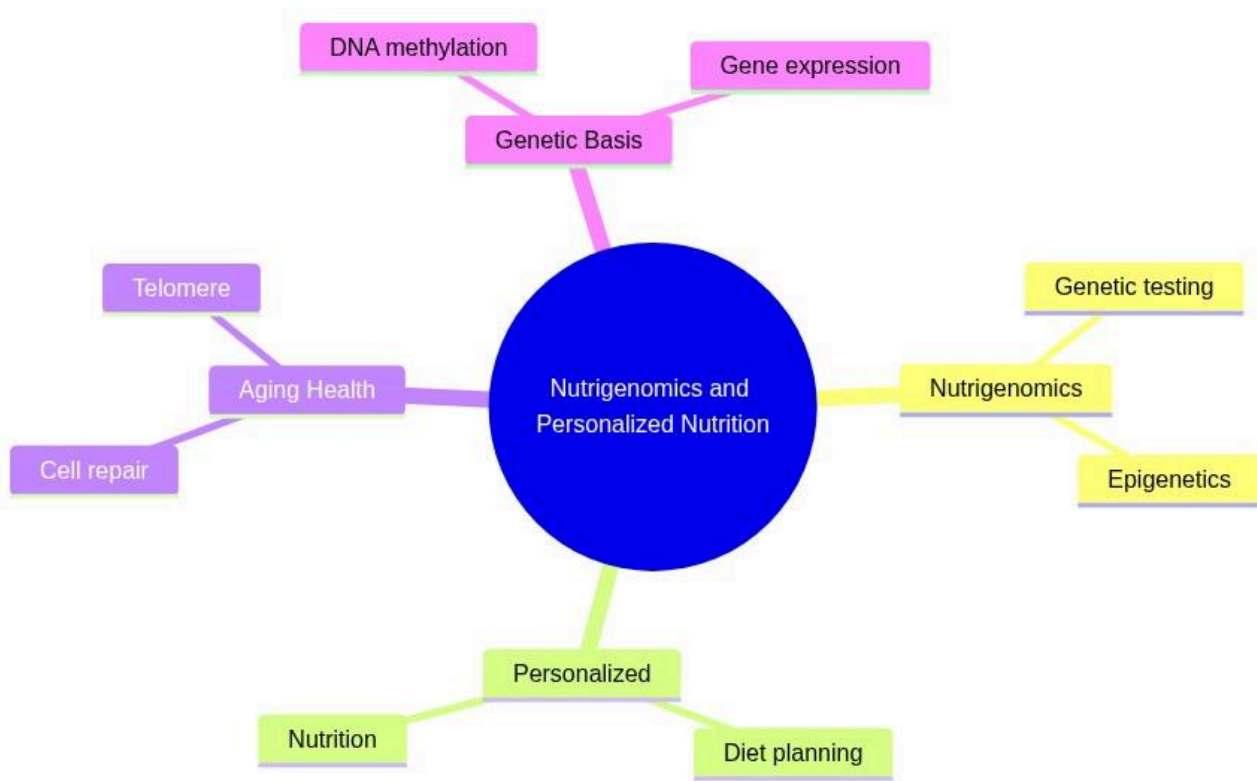 DNA methylation
Gene expression
Genetic Basis
Telomere
Genetic testing
Aging Health
Nutrigenomics and
Personalized Nutrition
Nutrigenomics
Cell repair
Epigenetics
Personalized
Nutrition
Diet planning